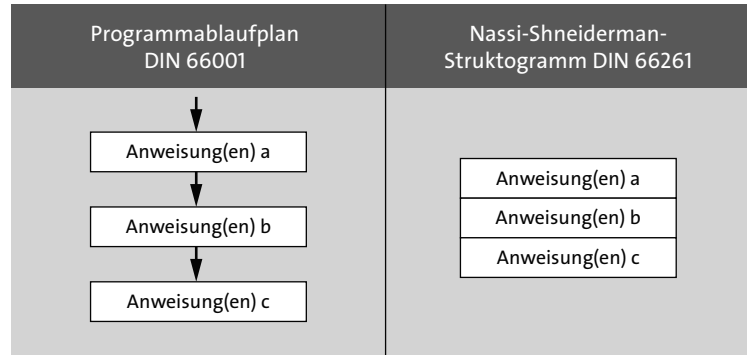 Programmablaufplan
DIN 66001
Nassi-Shneiderman-
Struktogramm DIN 66261
Anweisung(en) a
Anweisung(en) b
Anweisung(en) c
Anweisung(en) a
Anweisung(en) b
Anweisung(en) c